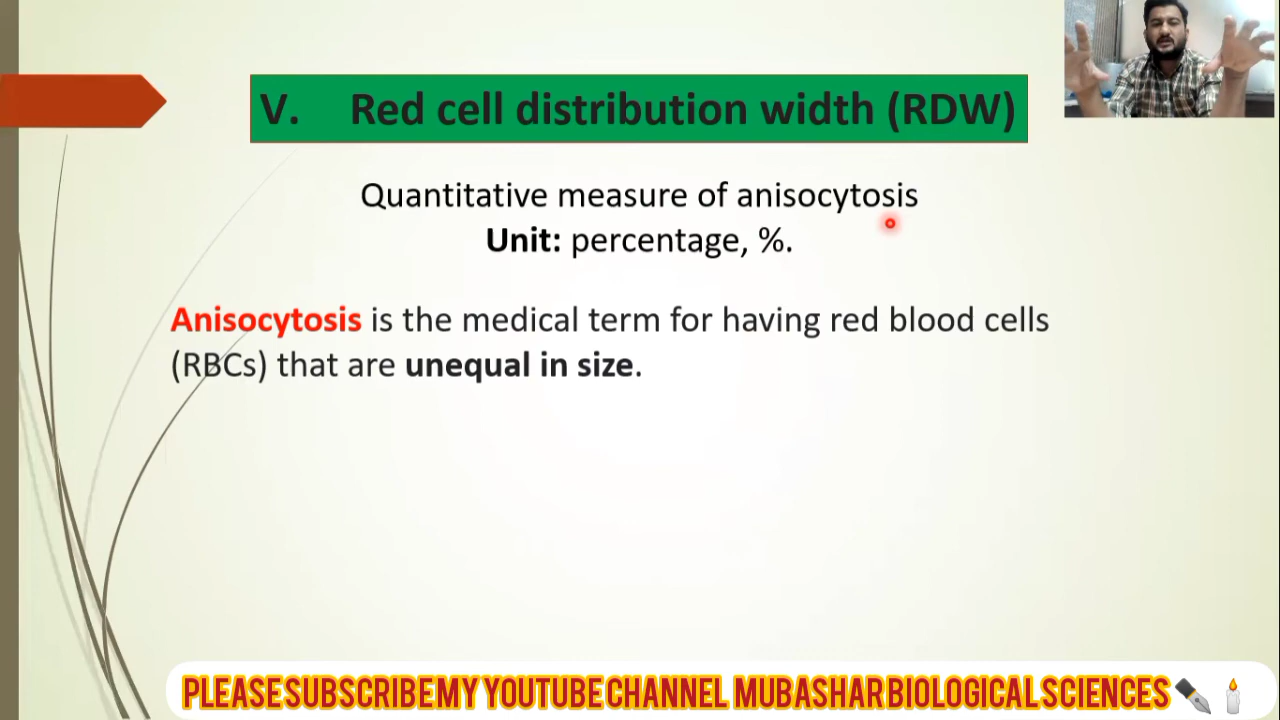 V. Red cell distribution width (RDW)
Quantitative measure of anisocytosis
Unit: percentage, %.
Anisocytosis is the medical term for having red blood cells
(RBCs) that are unequal in size.
PLEASE SUBSCRIBE MY YOUTUBE CHANNEL MUBASHAR BIOLOGICAL SCIENCES